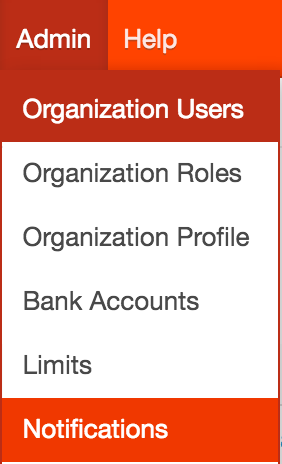 Admin Help
Organization Users
Organization Roles
Organization Profile
Bank Accounts
Limits
Notifications